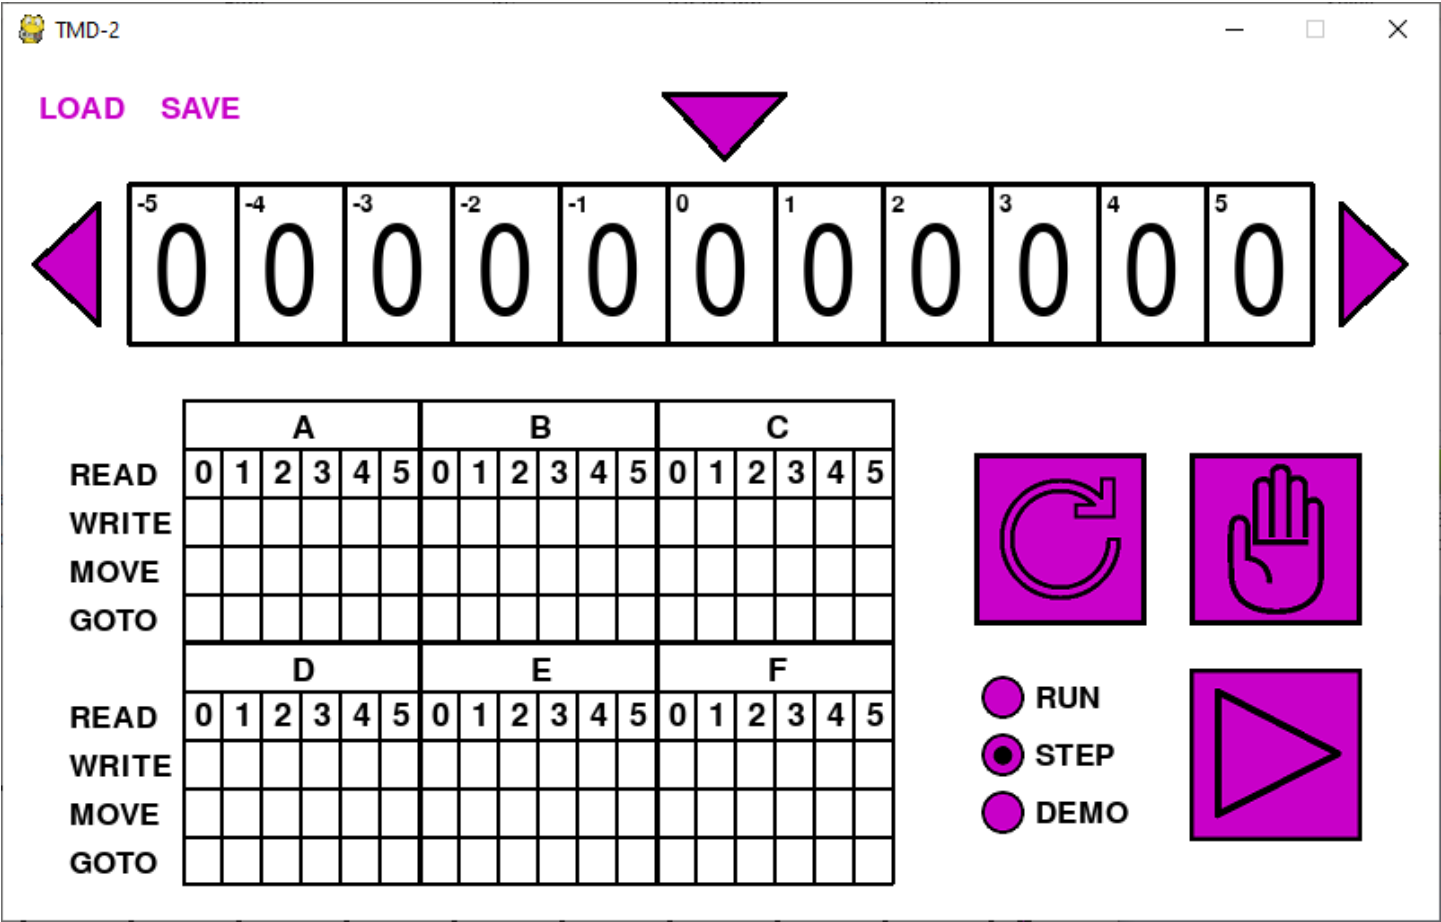 TMD-2
LOAD SAVE
-5 -4 -3 -2 -1 0 1 2 3 4 5
0 0 0 0 0 0 0 0 0 0 0
A B C
READ 0 1 2 3 4 5 0 1 2 3 4 5 0 1 2 3 4 5
WRITE
MOVE
GOTO
D E F
READ 0 1 2 3 4 5 0 1 2 3 4 5 0 1 2 3 4 5
WRITE
MOVE
GOTO
RUN
STEP
DEMO